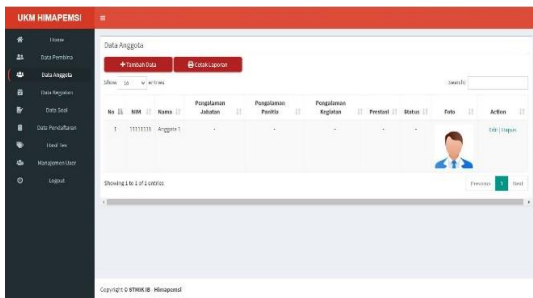 UKM HIMAPEMSI
Home
Data Pembina
Data Anggota
Data Kegiatan
Data Soal
Data Pendaftaran
Hasil Tes
Manajemen User
Logout
Data Anggota
+Tambah Data
Cetak Laporan
Show 10 entries
Search:
No NIM Nama Pengalaman Jabatan Pengalaman Panitia Pengalaman Kegiatan Prestasi Status Foto Action
1 11111111 Anggota 1 - - - - - Edit | Hapus
Showing 1 to 1 of 1 entries
Previous 1 Next
Copyright © STMIK IB - Himapemsi